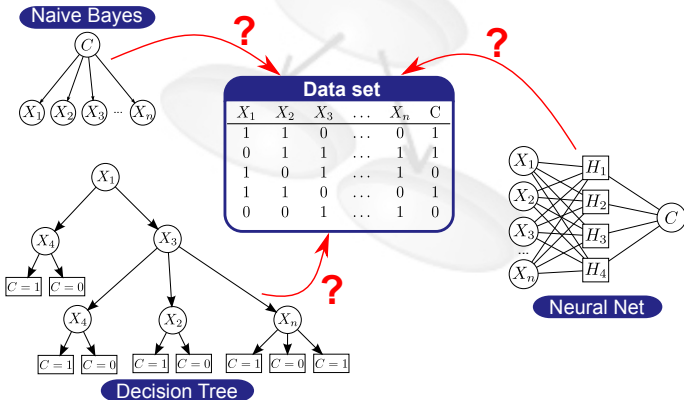 Naive Bayes
C
X1 X2 X3 ... Xn
?
?
Data set
X1 X2 X3 ... Xn C
1 1 0 ... 0 1
0 1 1 ... 1 1
1 0 1 ... 1 0
1 1 0 ... 0 1
0 0 1 ... 1 0
X1
X4 X3
C = 1 C = 0
X4 X2 Xn
C = 1 C = 0 C = 1 C = 0 C = 1 C = 0 C = 1
Decision Tree
?
X1 H1
X2 H2
C
X3 H3
...
Xn H4
Neural Net